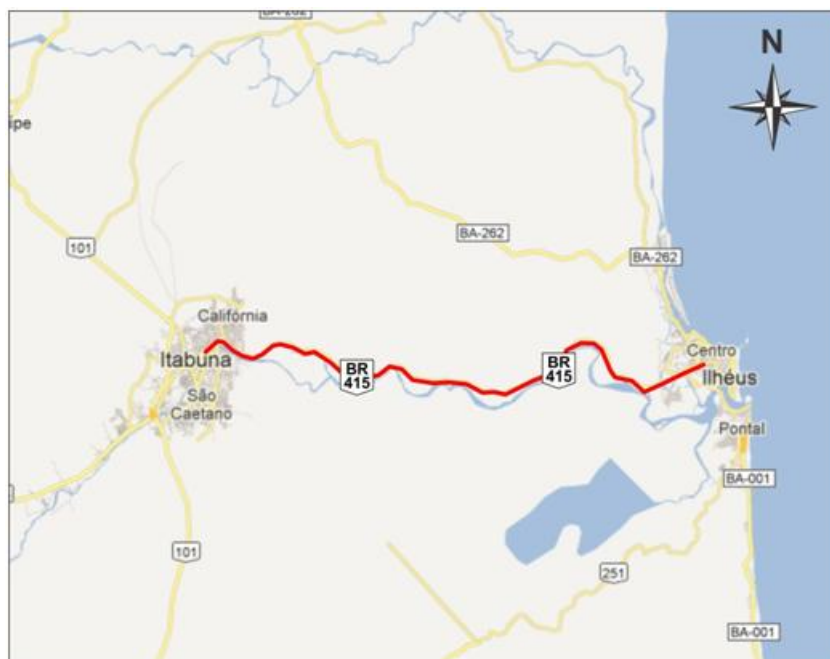 BA-262
N
ipe
BA-262
101
BA-262
Califórnia
Itabuna
BR
415
BR
415
Centro
Ilhéus
São
Caetano
Pontal
BA-001
101
251
BA-001